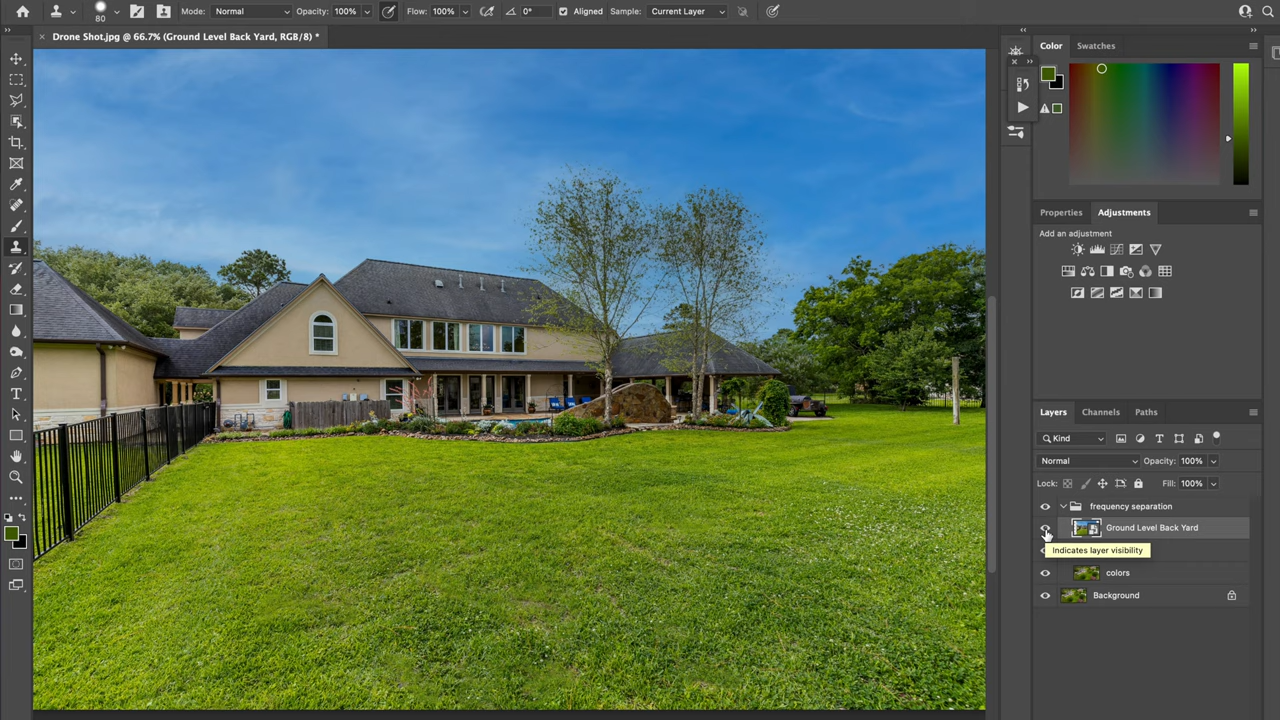 80
Mode: Normal Opacity: 100% Flow: 100% 0° Aligned Sample: Current Layer
Drone Shot.jpg @ 66.7% (Ground Level Back Yard, RGB/8) *
Color Swatches
Properties Adjustments
Add an adjustment
Layers Channels Paths
Kind
Normal Opacity: 100%
Lock: Fill: 100%
frequency separation
Ground Level Back Yard
Indicates layer visibility
colors
Background